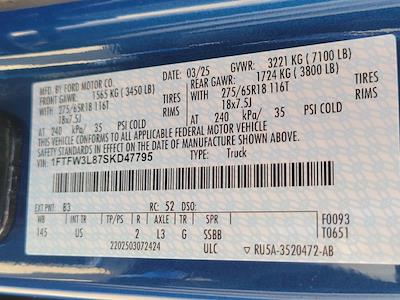 MFD. BY FORD MOTOR CO.
03/25 GVWR: 3221 KG (7100 LB)
FRONT GAWR: 1565 KG (3450 LB) REAR GAWR: 1724 KG (3800 LB)
275/65R18 116T TIRES 275/65R18 116T TIRES
18x7.5J RIMS 18x7.5J RIMS
AT 240 kPa/ 35 PSI COLD AT 240 kPa/ 35 PSI COLD
THIS VEHICLE CONFORMS TO ALL APPLICABLE FEDERAL MOTOR VEHICLE
SAFETY STANDARDS IN EFFECT ON THE DATE OF MANUFACTURE SHOWN ABOVE.
VIN: 1FTFW3L87SKD47795 TYPE: Truck
EXT PNT: B3 RC: 52 DSO:
WB INT TR TP/PS R AXLE TR SPR F0093
145 US 2 L3 G SSBB T0651
2202503072424 ULC ▽ RU5A-3520472-AB